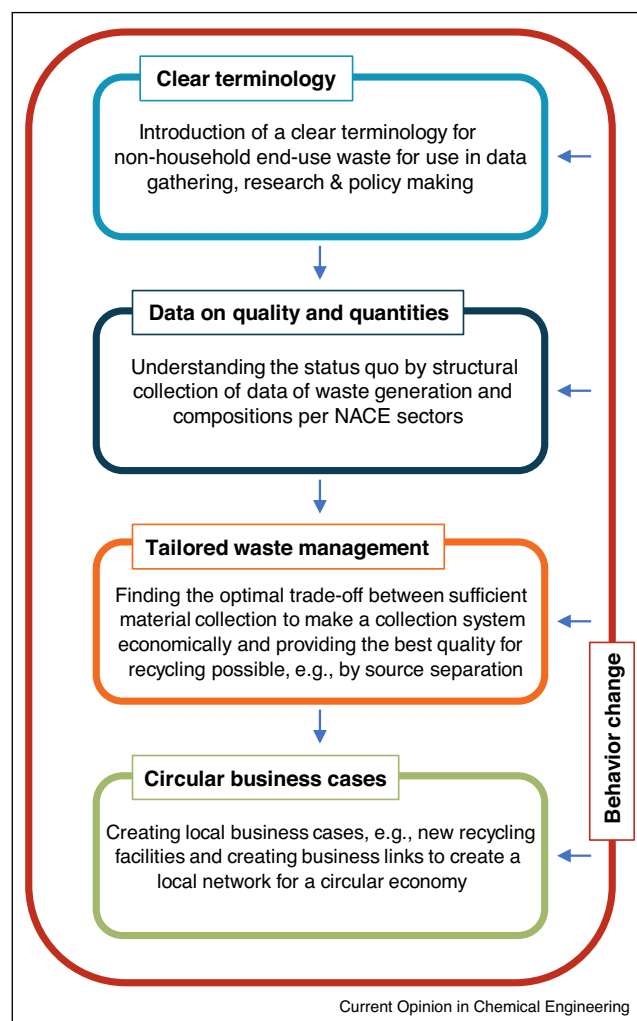 Clear terminology
Introduction of a clear terminology for
non-household end-use waste for use in data
gathering, research & policy making
Data on quality and quantities
Understanding the status quo by structural
collection of data of waste generation and
compositions per NACE sectors
Tailored waste management
Finding the optimal trade-off between sufficient
material collection to make a collection system
economically and providing the best quality for
recycling possible, e.g., by source separation
Circular business cases
Creating local business cases, e.g., new recycling
facilities and creating business links to create a
local network for a circular economy
Behavior change
Current Opinion in Chemical Engineering